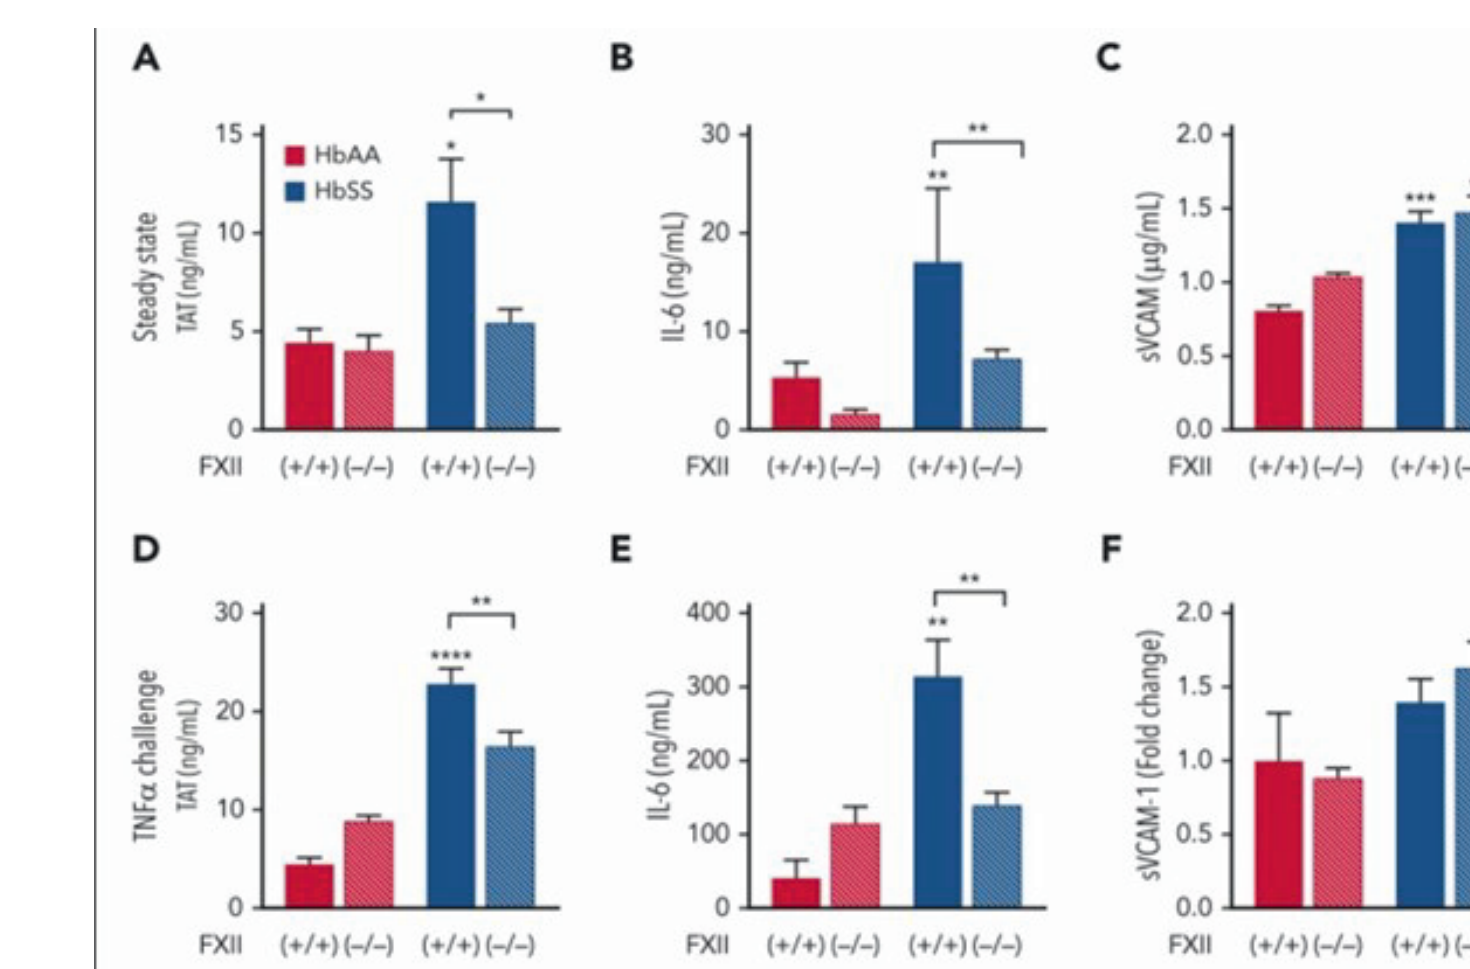 A
Steady state
TAT (ng/mL)
15
10
5
0
HbAA
HbSS
*
*
FXII (+/+) (–/–) (+/+) (–/–)
B
IL-6 (ng/mL)
30
20
10
0
**
**
FXII (+/+) (–/–) (+/+) (–/–)
C
sVCAM (µg/mL)
2.0
1.5
1.0
0.5
0.0
***
FXII (+/+) (–/–) (+/+) (–
D
TNFα challenge
TAT (ng/mL)
30
20
10
0
**
****
FXII (+/+) (–/–) (+/+) (–/–)
E
IL-6 (ng/mL)
400
300
200
100
0
**
**
FXII (+/+) (–/–) (+/+) (–/–)
F
sVCAM-1 (Fold change)
2.0
1.5
1.0
0.5
0.0
FXII (+/+) (–/–) (+/+) (–